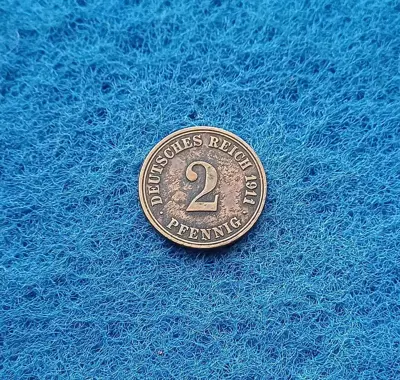 DEUTSCHES REICH 1911
2
PFENNIG